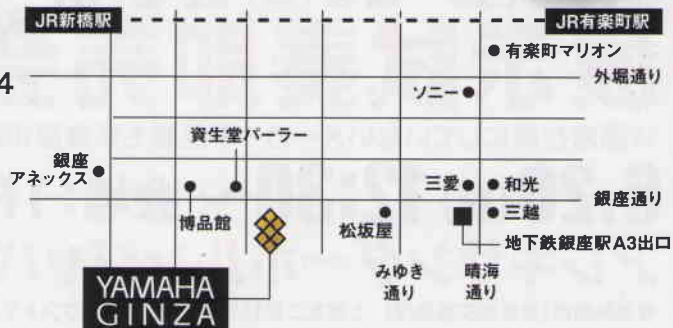 JR新橋駅
JR有楽町駅
有楽町マリオン
外堀通り
4
ソニー
資生堂パーラー
銀座
アネックス
三愛
和光
銀座通り
博品館
松坂屋
三越
地下鉄銀座駅A3出口
みゆき
通り
晴海
通り
YAMAHA
GINZA